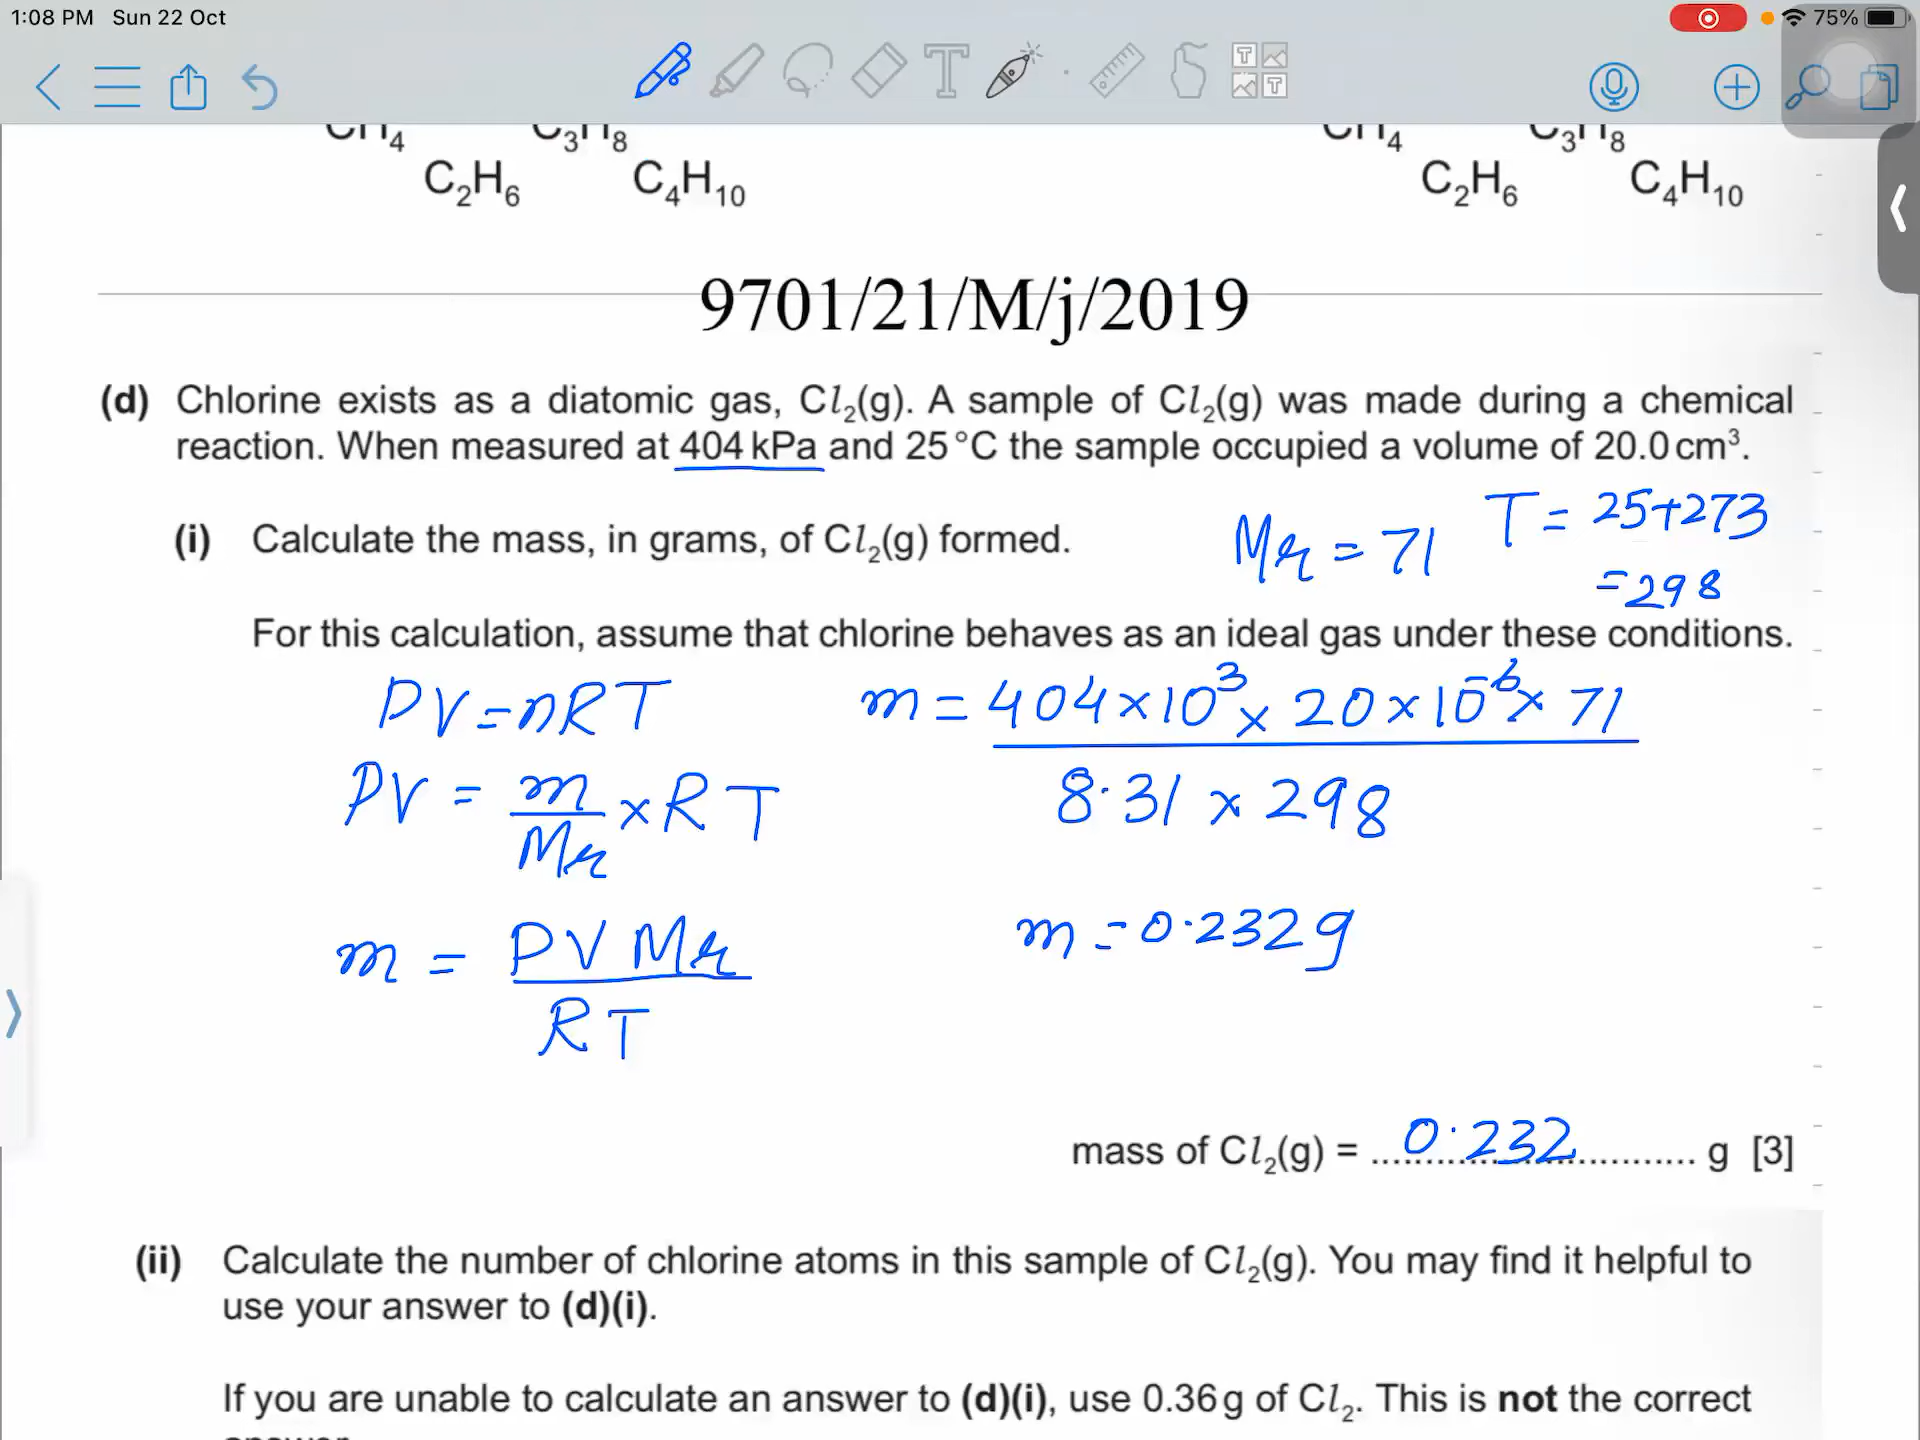 1:08 PM Sun 22 Oct
75%
CH4 C3H8 CH4 C3H8
C2H6 C4H10 C2H6 C4H10
9701/21/M/j/2019
(d) Chlorine exists as a diatomic gas, Cl2(g). A sample of Cl2(g) was made during a chemical
reaction. When measured at 404 kPa and 25 °C the sample occupied a volume of 20.0 cm³.
(i) Calculate the mass, in grams, of Cl2(g) formed.
Mr = 71
T = 25+273
= 298
For this calculation, assume that chlorine behaves as an ideal gas under these conditions.
PV = nRT
PV = m/Mr × RT
m = PV Mr / RT
m = 404×10³ × 20×10⁻⁶ × 71 / 8.31 × 298
m = 0.232g
mass of Cl2(g) = 0.232 g [3]
(ii) Calculate the number of chlorine atoms in this sample of Cl2(g). You may find it helpful to
use your answer to (d)(i).
If you are unable to calculate an answer to (d)(i), use 0.36 g of Cl2. This is not the correct